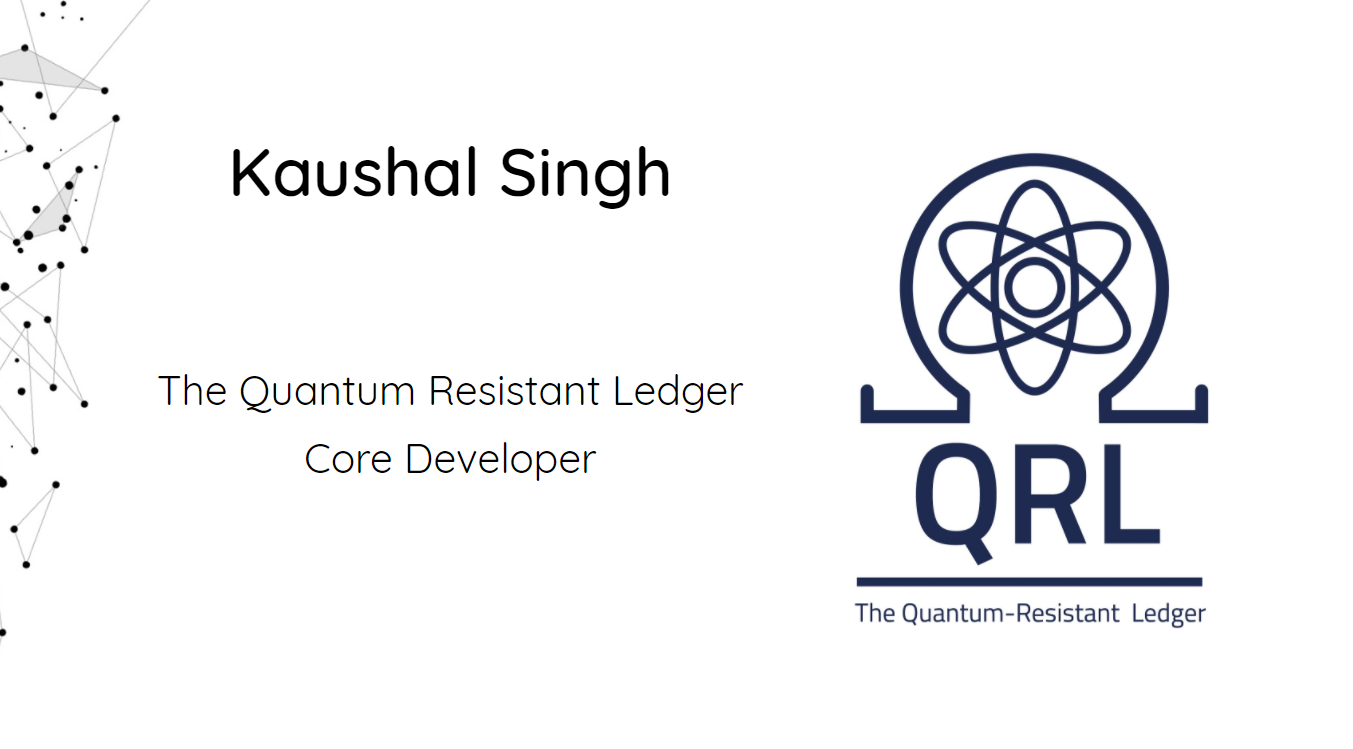 Kaushal Singh
The Quantum Resistant Ledger
Core Developer
QRL
The Quantum-Resistant Ledger